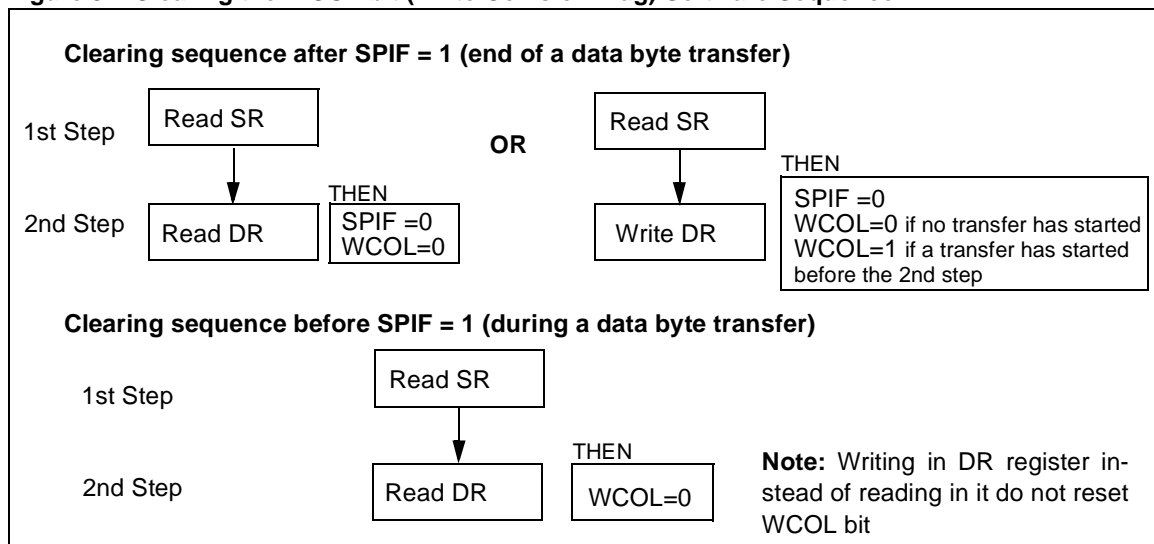 Clearing sequence after SPIF = 1 (end of a data byte transfer)
1st Step
Read SR
OR
Read SR
2nd Step
Read DR
THEN
SPIF =0
WCOL=0
Write DR
THEN
SPIF =0
WCOL=0 if no transfer has started
WCOL=1 if a transfer has started
before the 2nd step
Clearing sequence before SPIF = 1 (during a data byte transfer)
1st Step
Read SR
2nd Step
Read DR
THEN
WCOL=0
Note: Writing in DR register in-
stead of reading in it do not reset
WCOL bit